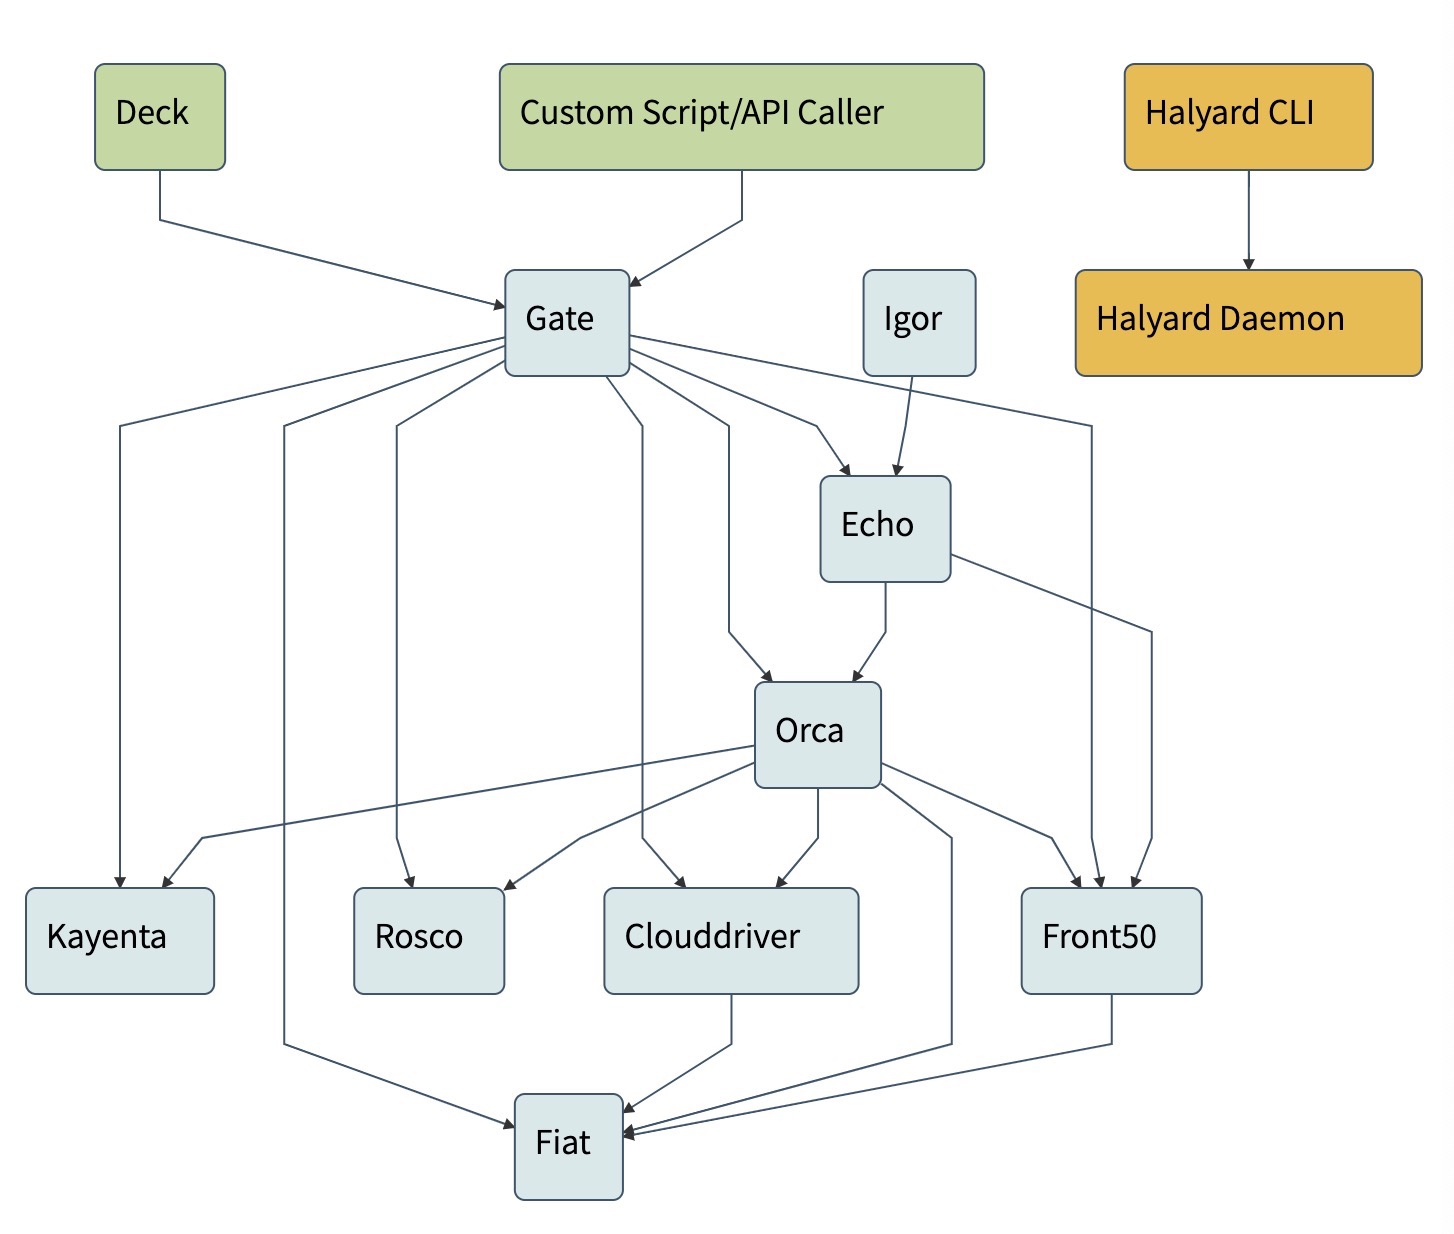 Deck
Custom Script/API Caller
Halyard CLI
Gate
Igor
Halyard Daemon
Echo
Orca
Kayenta
Rosco
Clouddriver
Front50
Fiat